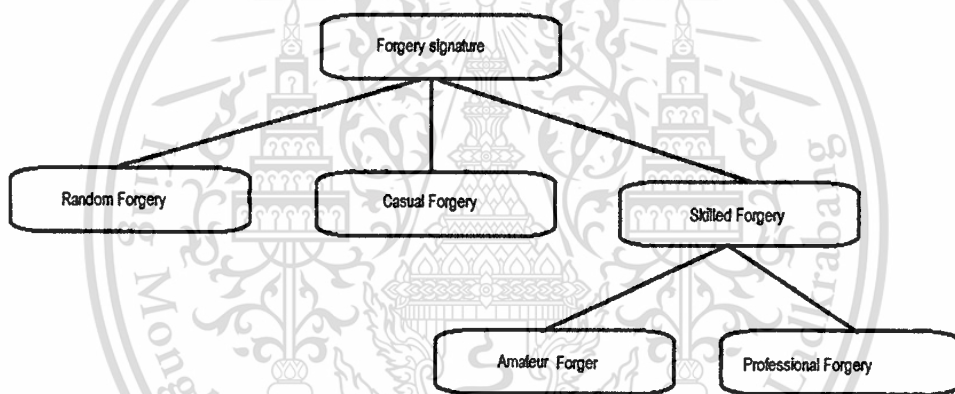 Forgery signature
Random Forgery
Casual Forgery
Skilled Forgery
Amateur Forger
Professional Forgery